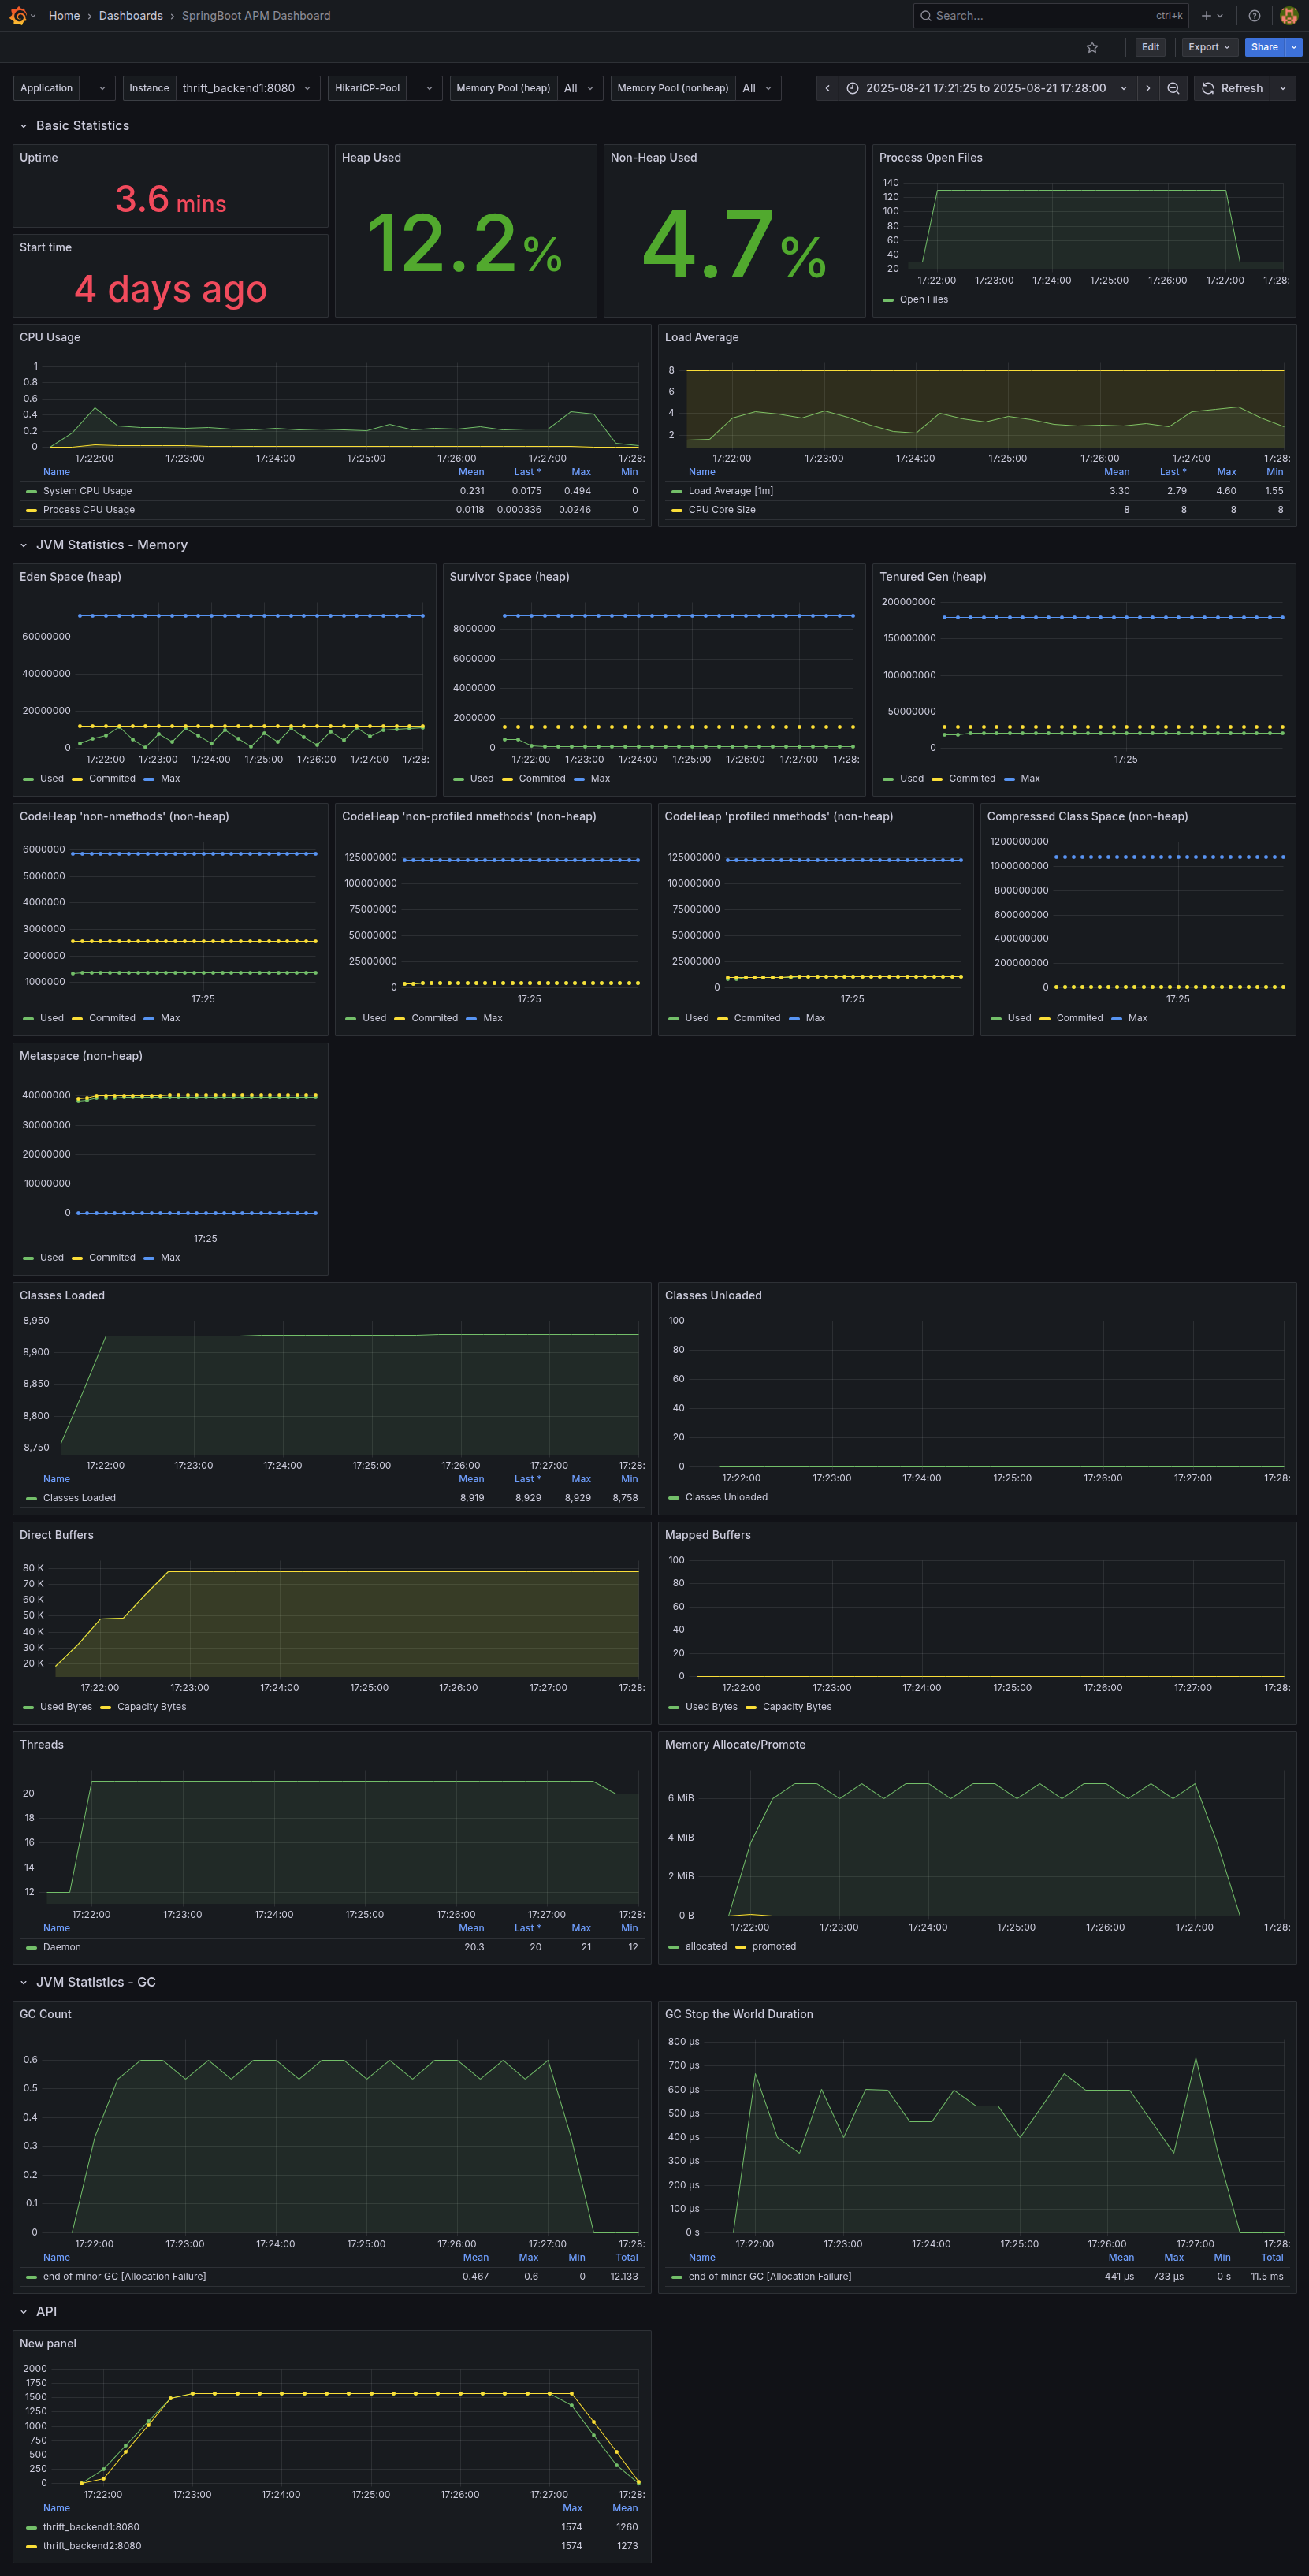 Home › Dashboards › SpringBoot APM Dashboard
Search... ctrl+k
Edit Export Share
Application Instance thrift_backend1:8080 HikariCP-Pool Memory Pool (heap) All Memory Pool (nonheap) All 2025-08-21 17:21:25 to 2025-08-21 17:28:00 Refresh
Basic Statistics
Uptime
3.6 mins
Start time
4 days ago
Heap Used
12.2%
Non-Heap Used
4.7%
Process Open Files
140
120
100
80
60
40
20
17:22:00 17:23:00 17:24:00 17:25:00 17:26:00 17:27:00 17:28:
Open Files
CPU Usage
1
0.8
0.6
0.4
0.2
0
17:22:00 17:23:00 17:24:00 17:25:00 17:26:00 17:27:00 17:28:
Name Mean Last * Max Min
System CPU Usage 0.231 0.0175 0.494 0
Process CPU Usage 0.0118 0.000336 0.0246 0
Load Average
8
6
4
2
17:22:00 17:23:00 17:24:00 17:25:00 17:26:00 17:27:00 17:28:
Name Mean Last * Max Min
Load Average [1m] 3.30 2.79 4.60 1.55
CPU Core Size 8 8 8 8
JVM Statistics - Memory
Eden Space (heap)
60000000
40000000
20000000
0
17:22:00 17:23:00 17:24:00 17:25:00 17:26:00 17:27:00 17:28:
Used Commited Max
Survivor Space (heap)
8000000
6000000
4000000
2000000
0
17:22:00 17:23:00 17:24:00 17:25:00 17:26:00 17:27:00 17:28:
Used Commited Max
Tenured Gen (heap)
200000000
150000000
100000000
50000000
0
17:25
Used Commited Max
CodeHeap 'non-nmethods' (non-heap)
6000000
5000000
4000000
3000000
2000000
1000000
17:25
Used Commited Max
CodeHeap 'non-profiled nmethods' (non-heap)
125000000
100000000
75000000
50000000
25000000
0
17:25
Used Commited Max
CodeHeap 'profiled nmethods' (non-heap)
125000000
100000000
75000000
50000000
25000000
0
17:25
Used Commited Max
Compressed Class Space (non-heap)
1200000000
1000000000
800000000
600000000
400000000
200000000
0
17:25
Used Commited Max
Metaspace (non-heap)
40000000
30000000
20000000
10000000
0
17:25
Used Commited Max
Classes Loaded
8,950
8,900
8,850
8,800
8,750
17:22:00 17:23:00 17:24:00 17:25:00 17:26:00 17:27:00 17:28:
Name Mean Last * Max Min
Classes Loaded 8,919 8,929 8,929 8,758
Classes Unloaded
100
80
60
40
20
0
17:22:00 17:23:00 17:24:00 17:25:00 17:26:00 17:27:00 17:28:
Classes Unloaded
Direct Buffers
80 K
70 K
60 K
50 K
40 K
30 K
20 K
17:22:00 17:23:00 17:24:00 17:25:00 17:26:00 17:27:00 17:28:
Used Bytes Capacity Bytes
Mapped Buffers
100
80
60
40
20
0
17:22:00 17:23:00 17:24:00 17:25:00 17:26:00 17:27:00 17:28:
Used Bytes Capacity Bytes
Threads
20
18
16
14
12
17:22:00 17:23:00 17:24:00 17:25:00 17:26:00 17:27:00 17:28:
Name Mean Last * Max Min
Daemon 20.3 20 21 12
Memory Allocate/Promote
6 MiB
4 MiB
2 MiB
0 B
17:22:00 17:23:00 17:24:00 17:25:00 17:26:00 17:27:00 17:28:
allocated promoted
JVM Statistics - GC
GC Count
0.6
0.5
0.4
0.3
0.2
0.1
0
17:22:00 17:23:00 17:24:00 17:25:00 17:26:00 17:27:00 17:28:
Name Mean Max Min Total
end of minor GC [Allocation Failure] 0.467 0.6 0 12.133
GC Stop the World Duration
800 µs
700 µs
600 µs
500 µs
400 µs
300 µs
200 µs
100 µs
0 s
17:22:00 17:23:00 17:24:00 17:25:00 17:26:00 17:27:00 17:28:
Name Mean Max Min Total
end of minor GC [Allocation Failure] 441 µs 733 µs 0 s 11.5 ms
API
New panel
2000
1750
1500
1250
1000
750
500
250
0
17:22:00 17:23:00 17:24:00 17:25:00 17:26:00 17:27:00 17:28:
Name Max Mean
thrift_backend1:8080 1574 1260
thrift_backend2:8080 1574 1273